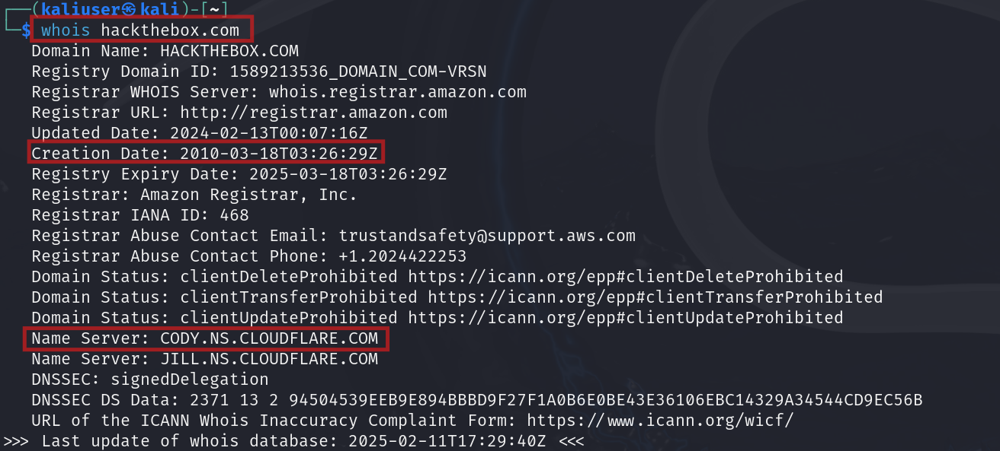 ┌──(kaliuser㉿kali)-[~]
└─$ whois hackthebox.com
Domain Name: HACKTHEBOX.COM
Registry Domain ID: 1589213536_DOMAIN_COM-VRSN
Registrar WHOIS Server: whois.registrar.amazon.com
Registrar URL: http://registrar.amazon.com
Updated Date: 2024-02-13T00:07:16Z
Creation Date: 2010-03-18T03:26:29Z
Registry Expiry Date: 2025-03-18T03:26:29Z
Registrar: Amazon Registrar, Inc.
Registrar IANA ID: 468
Registrar Abuse Contact Email: trustandsafety@support.aws.com
Registrar Abuse Contact Phone: +1.2024422253
Domain Status: clientDeleteProhibited https://icann.org/epp#clientDeleteProhibited
Domain Status: clientTransferProhibited https://icann.org/epp#clientTransferProhibited
Domain Status: clientUpdateProhibited https://icann.org/epp#clientUpdateProhibited
Name Server: CODY.NS.CLOUDFLARE.COM
Name Server: JILL.NS.CLOUDFLARE.COM
DNSSEC: signedDelegation
DNSSEC DS Data: 2371 13 2 94504539EEB9E894BBBD9F27F1A0B6E0BE43E36106EBC14329A34544CD9EC56B
URL of the ICANN Whois Inaccuracy Complaint Form: https://www.icann.org/wicf/
>>> Last update of whois database: 2025-02-11T17:29:40Z <<<